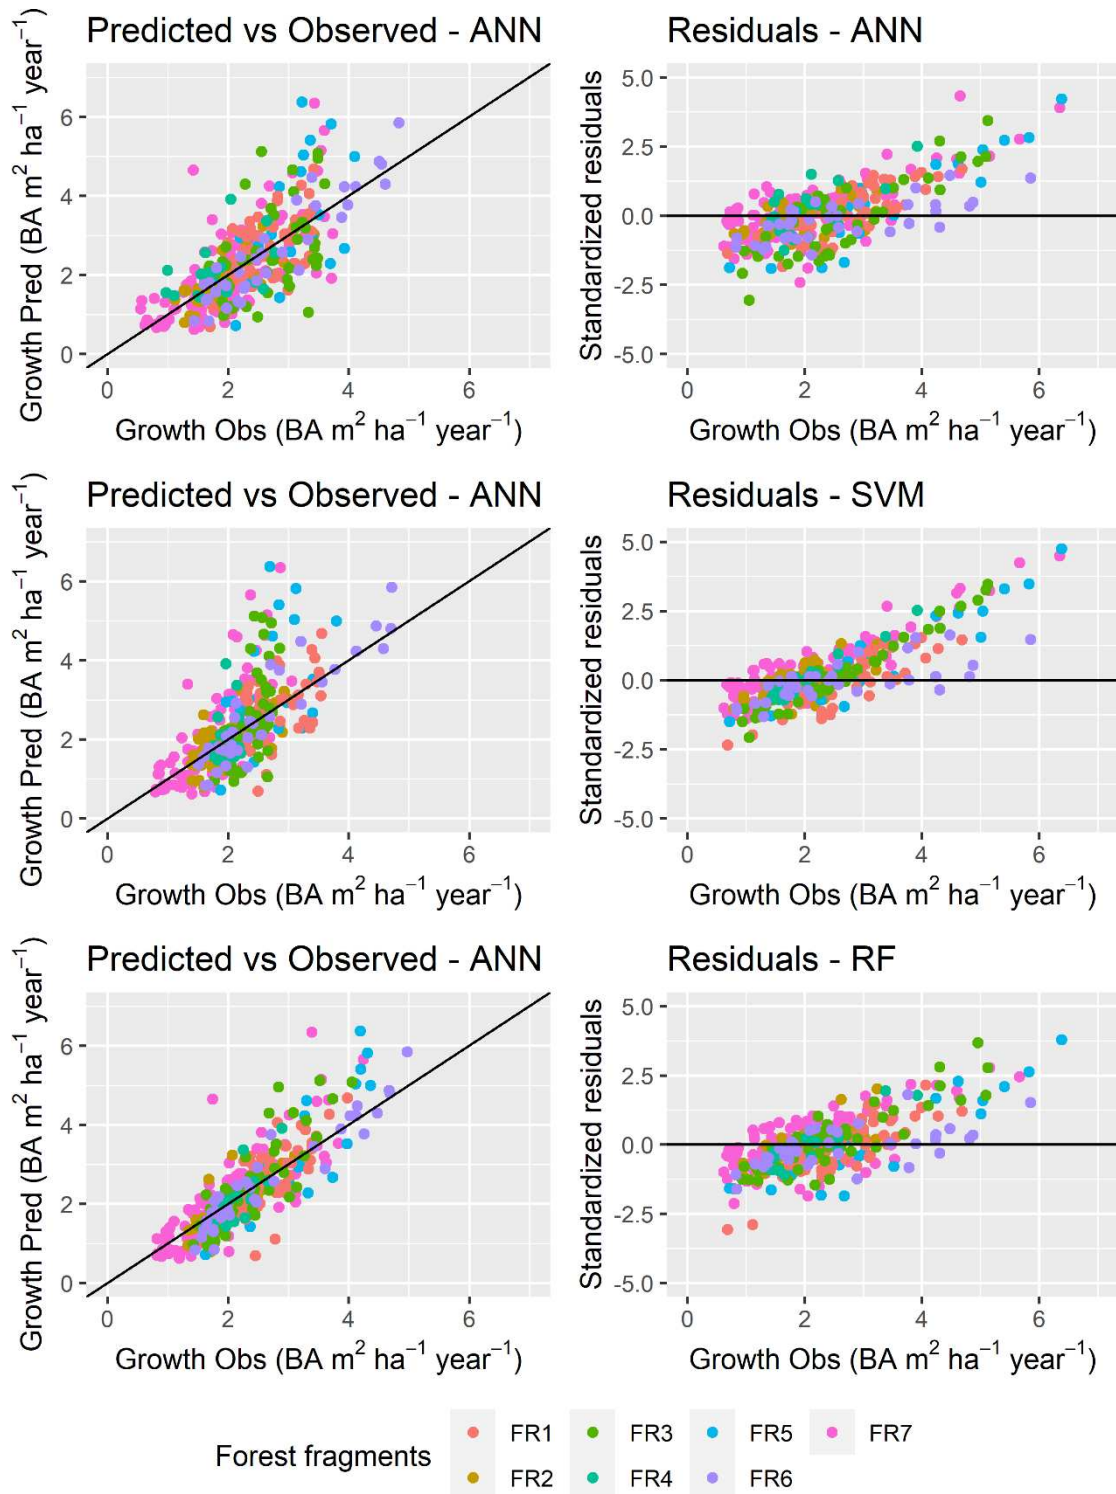 Predicted vs Observed - ANN
Growth Pred (BA m² ha⁻¹ year⁻¹)
6
4
2
0
0 2 4 6
Growth Obs (BA m² ha⁻¹ year⁻¹)
Residuals - ANN
Standardized residuals
5.0
2.5
0.0
-2.5
-5.0
0 2 4 6
Growth Obs (BA m² ha⁻¹ year⁻¹)
Predicted vs Observed - ANN
Growth Pred (BA m² ha⁻¹ year⁻¹)
6
4
2
0
0 2 4 6
Growth Obs (BA m² ha⁻¹ year⁻¹)
Residuals - SVM
Standardized residuals
5.0
2.5
0.0
-2.5
-5.0
0 2 4 6
Growth Obs (BA m² ha⁻¹ year⁻¹)
Predicted vs Observed - ANN
Growth Pred (BA m² ha⁻¹ year⁻¹)
6
4
2
0
0 2 4 6
Growth Obs (BA m² ha⁻¹ year⁻¹)
Residuals - RF
Standardized residuals
5.0
2.5
0.0
-2.5
-5.0
0 2 4 6
Growth Obs (BA m² ha⁻¹ year⁻¹)
Forest fragments
FR1 FR3 FR5 FR7
FR2 FR4 FR6